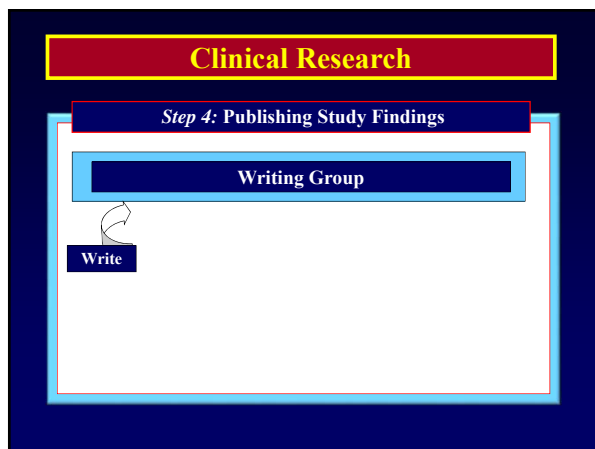 Clinical Research
Step 4: Publishing Study Findings
Writing Group
Write